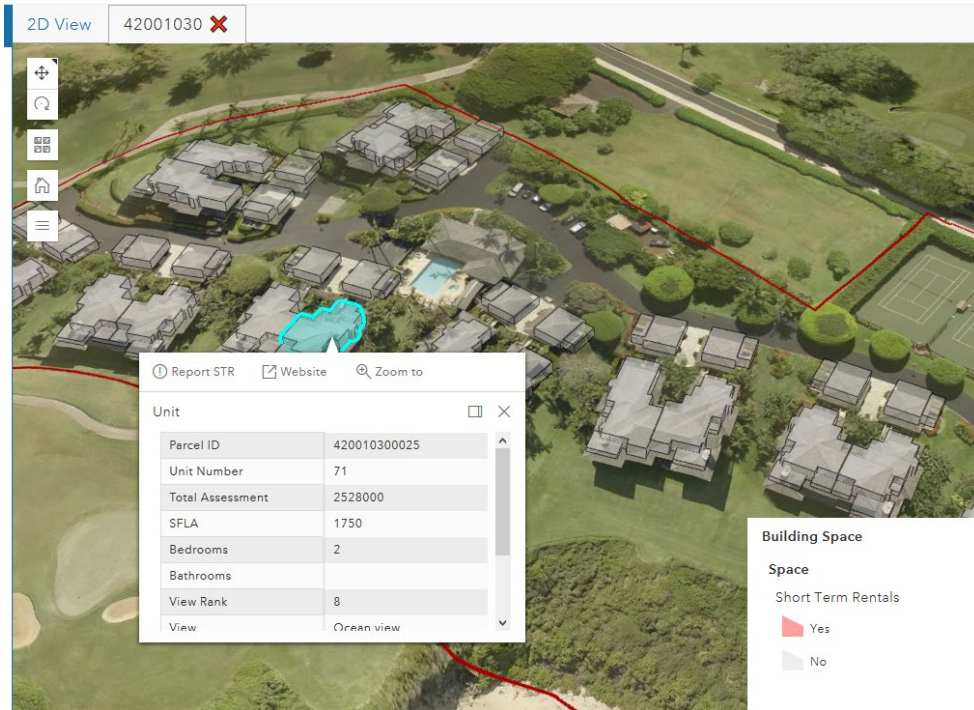 2D View 42001030
Report STR Website Zoom to
Unit
Parcel ID 420010300025
Unit Number 71
Total Assessment 2528000
SFLA 1750
Bedrooms 2
Bathrooms
View Rank 8
View Ocean view
Building Space
Space
Short Term Rentals
Yes
No